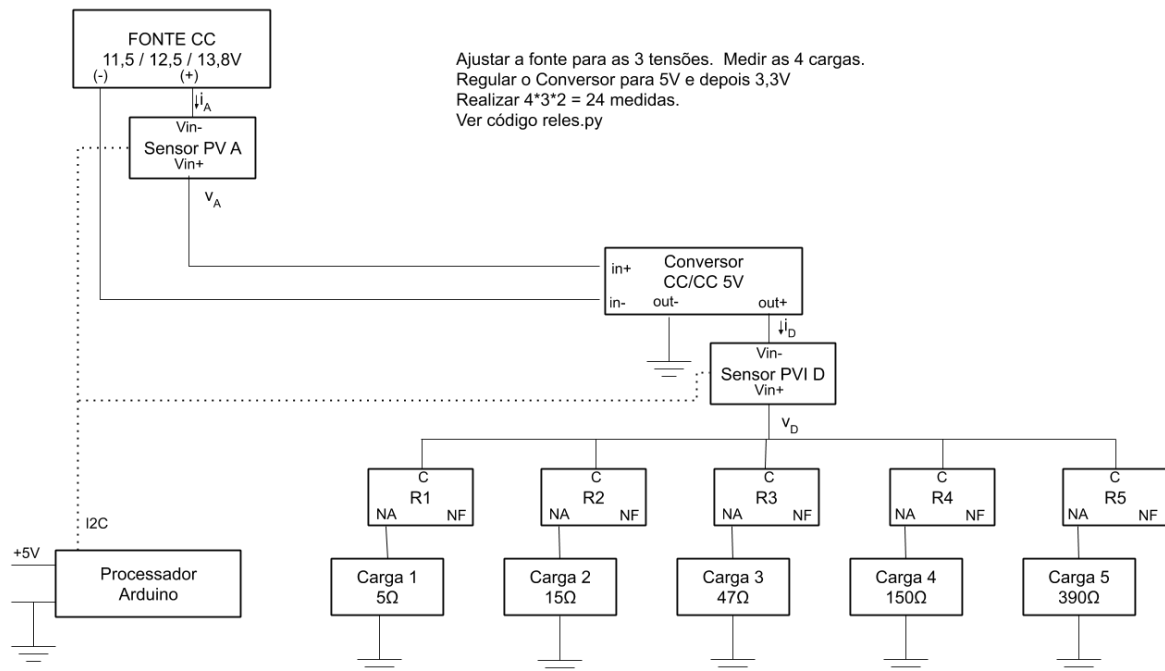 FONTE CC
11,5 / 12,5 / 13,8V
(-) (+)
Ajustar a fonte para as 3 tensões. Medir as 4 cargas.
Regular o Conversor para 5V e depois 3,3V
Realizar 4*3*2 = 24 medidas.
Ver código reles.py
↓i_A
Vin-
Sensor PV A
Vin+
v_A
Conversor
CC/CC 5V
in+
in- out- out+
↓i_D
Vin-
Sensor PVI D
Vin+
v_D
C C C C C
R1 R2 R3 R4 R5
NA NF NA NF NA NF NA NF NA NF
I2C
+5V
Processador
Arduino
Carga 1 Carga 2 Carga 3 Carga 4 Carga 5
5Ω 15Ω 47Ω 150Ω 390Ω